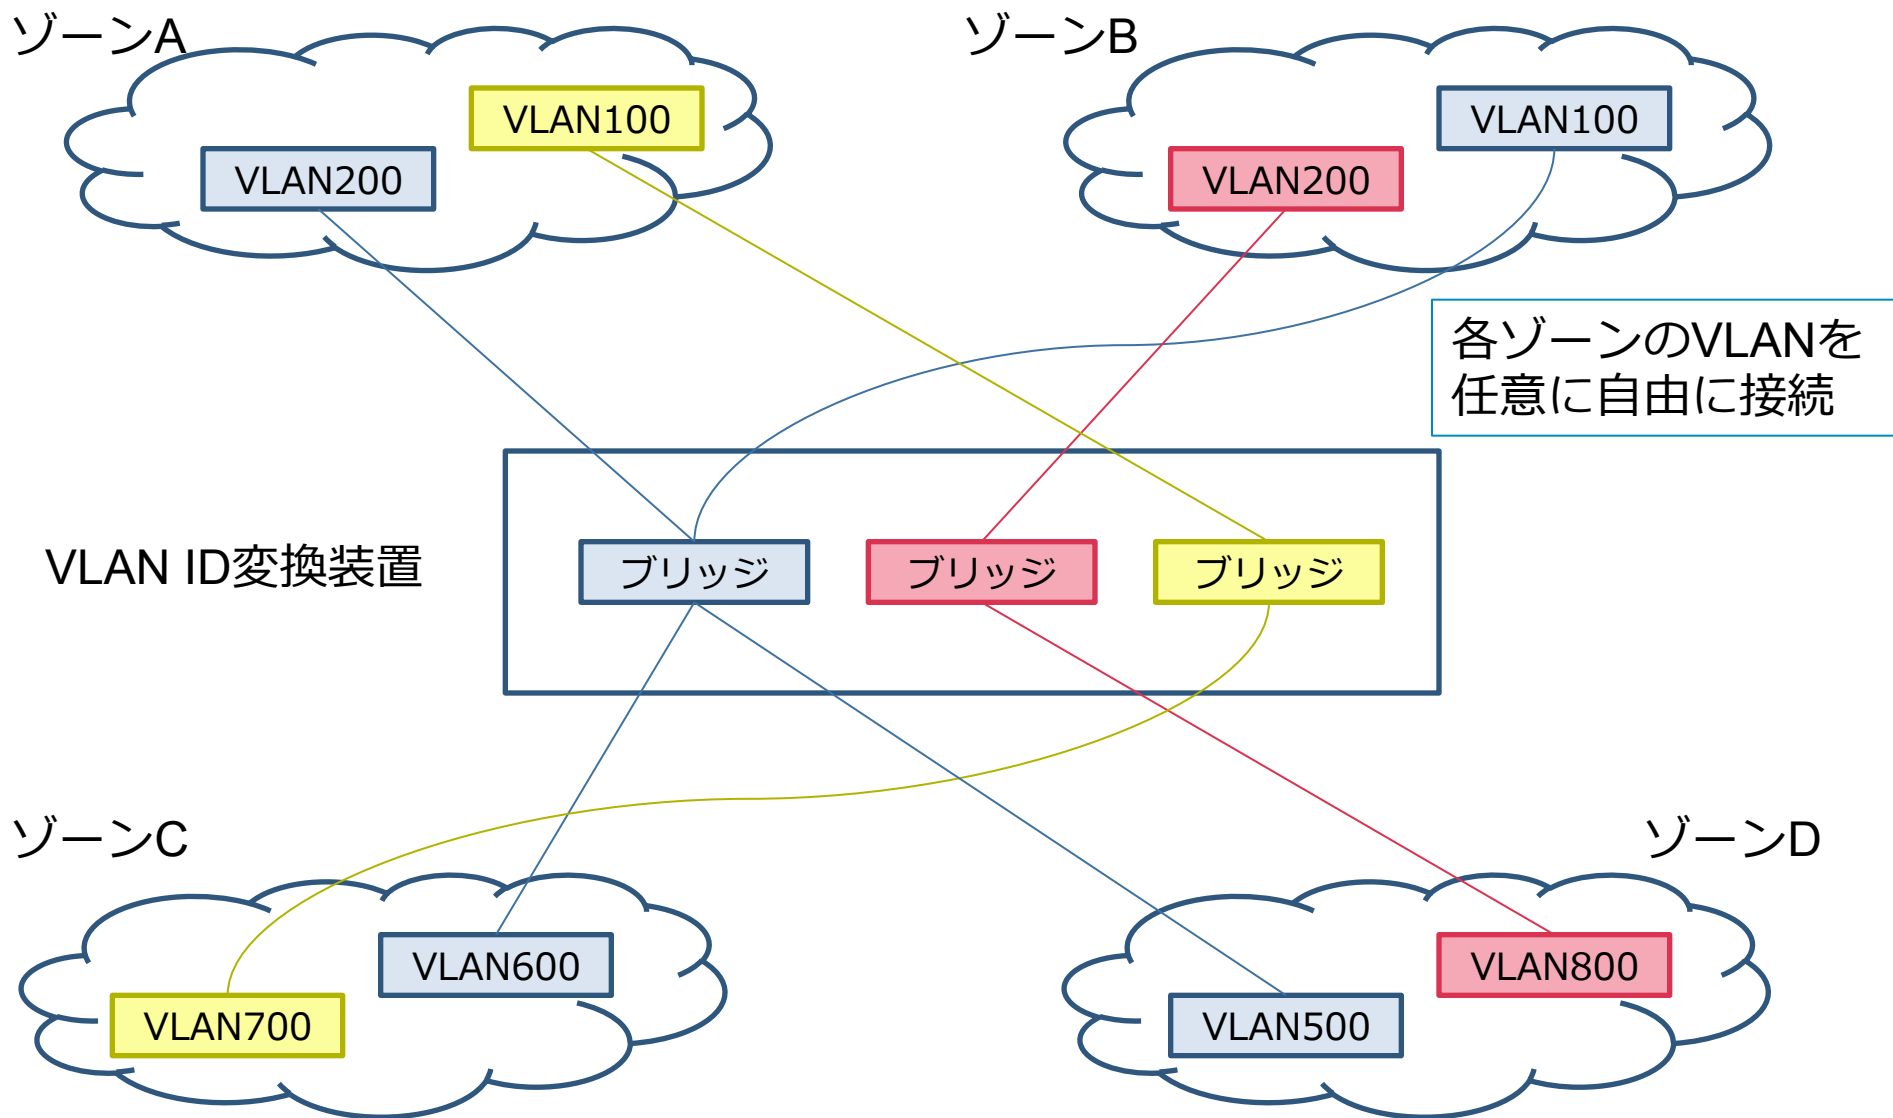 ゾーンA
ゾーンB
VLAN100
VLAN100
VLAN200
VLAN200
各ゾーンのVLANを
任意に自由に接続
VLAN ID変換装置
ブリッジ
ブリッジ
ブリッジ
ゾーンC
ゾーンD
VLAN600
VLAN800
VLAN700
VLAN500